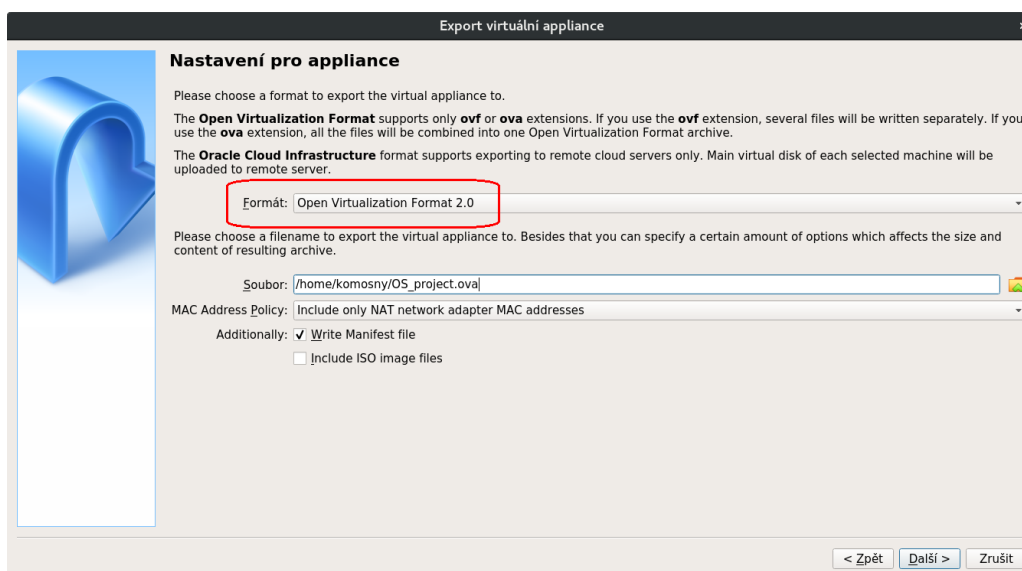 Export virtuální appliance
Nastavení pro appliance
Please choose a format to export the virtual appliance to.
The Open Virtualization Format supports only ovf or ova extensions. If you use the ovf extension, several files will be written separately. If you
use the ova extension, all the files will be combined into one Open Virtualization Format archive.
The Oracle Cloud Infrastructure format supports exporting to remote cloud servers only. Main virtual disk of each selected machine will be
uploaded to remote server.
Formát: Open Virtualization Format 2.0
Please choose a filename to export the virtual appliance to. Besides that you can specify a certain amount of options which affects the size and
content of resulting archive.
Soubor: /home/komosny/OS_project.ova
MAC Address Policy: Include only NAT network adapter MAC addresses
Additionally: Write Manifest file
Include ISO image files
< Zpět Další > Zrušit